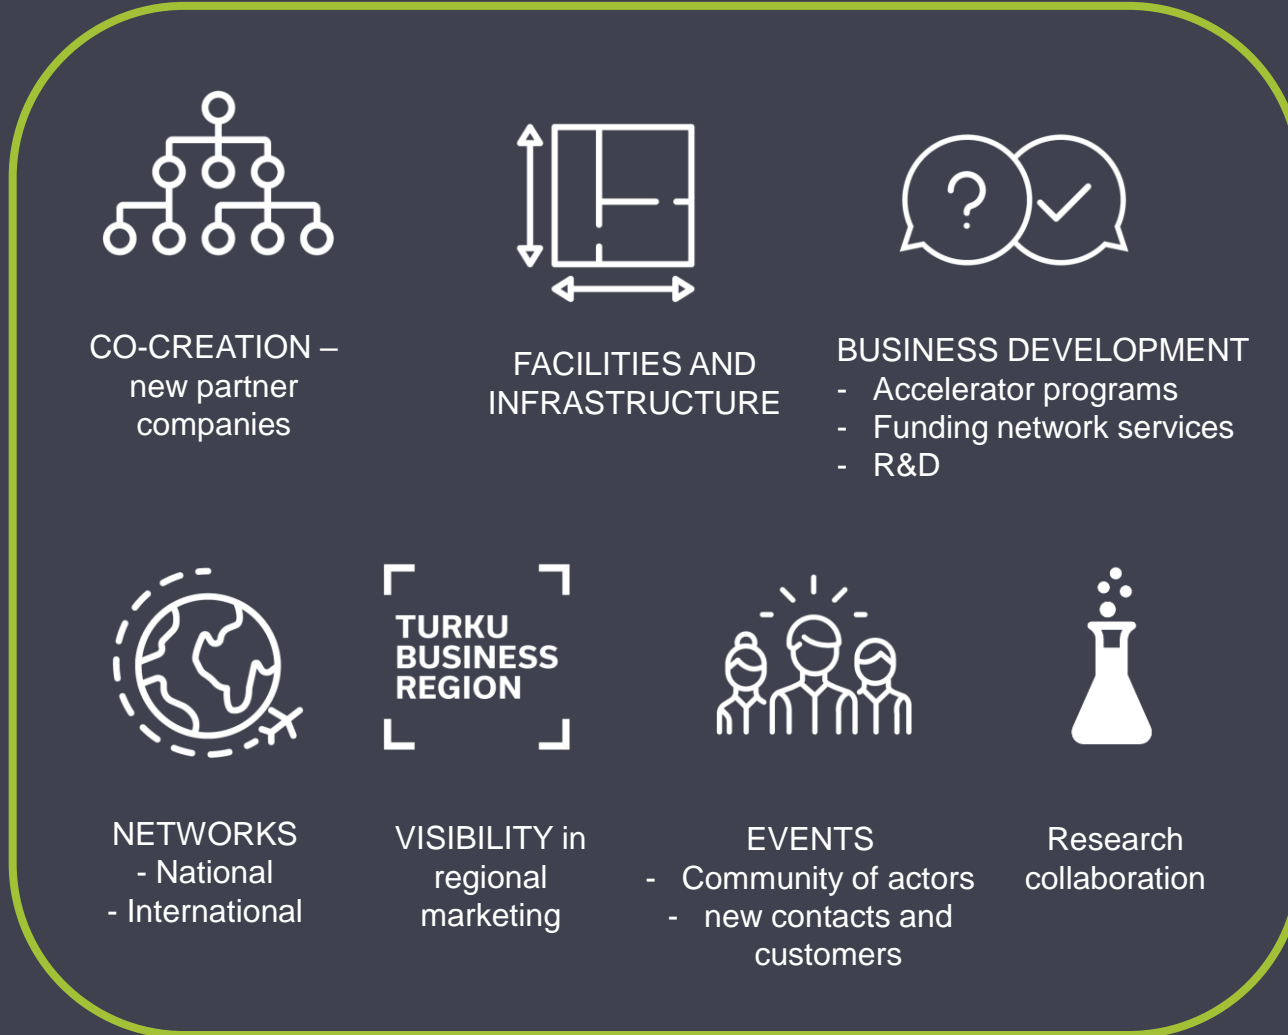 CO-CREATION –
new partner
companies
FACILITIES AND
INFRASTRUCTURE
BUSINESS DEVELOPMENT
- Accelerator programs
- Funding network services
- R&D
TURKU
BUSINESS
REGION
NETWORKS
- National
- International
VISIBILITY in
regional
marketing
EVENTS
- Community of actors
- new contacts and
customers
Research
collaboration